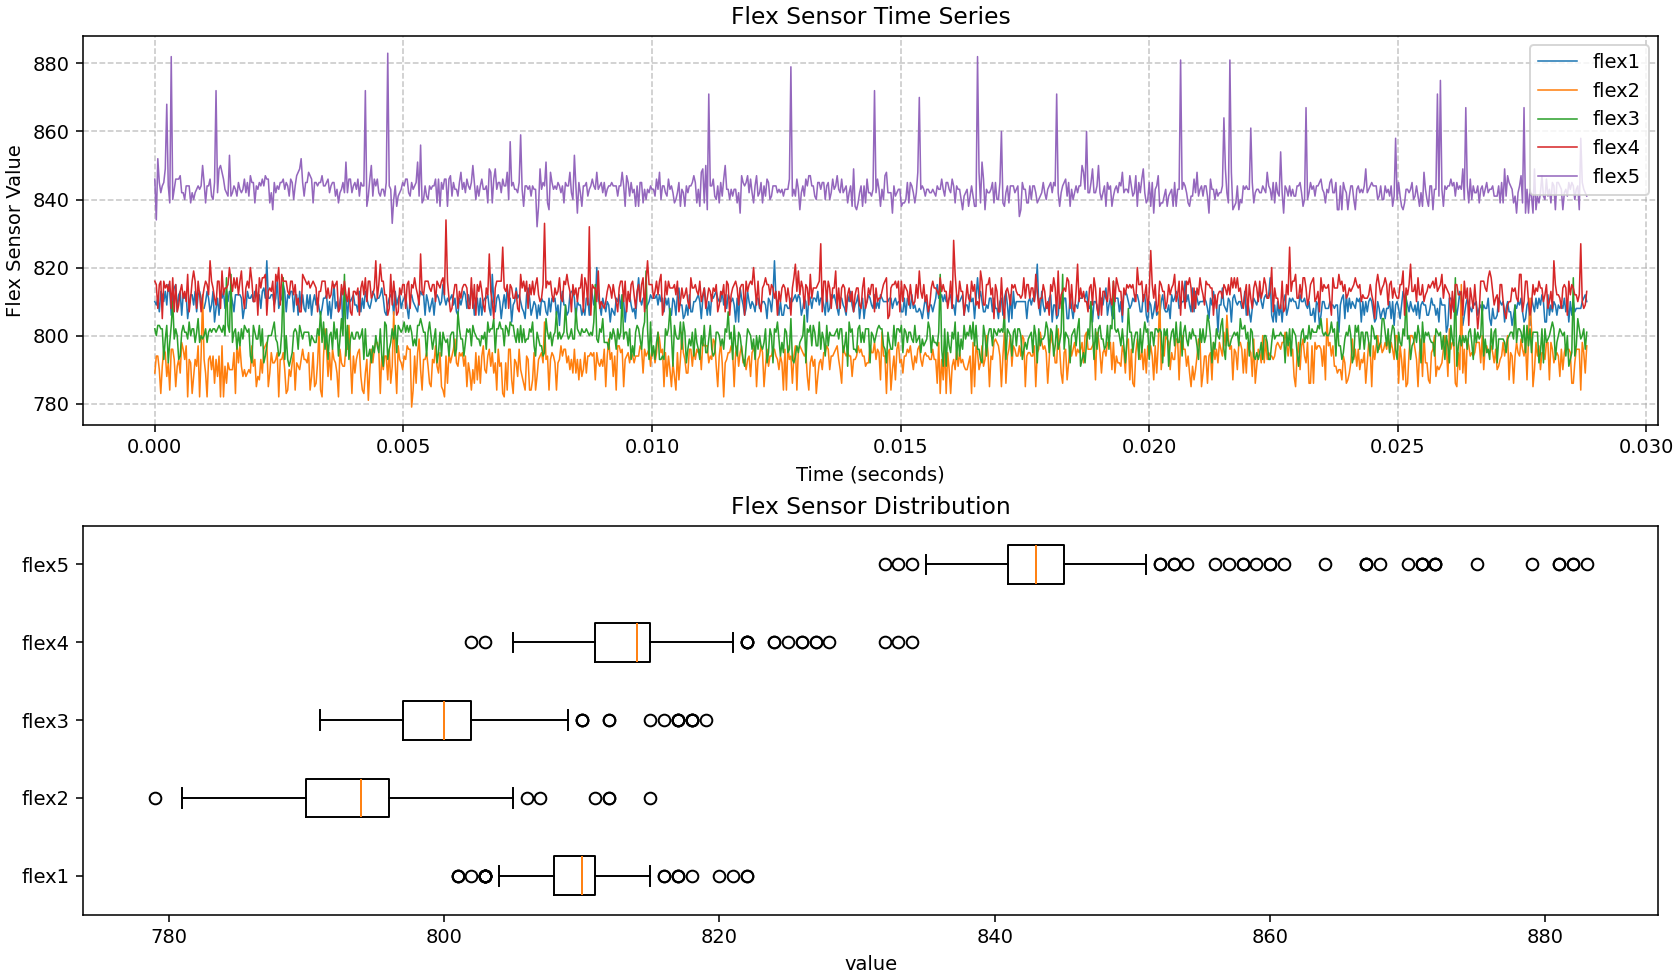 Flex Sensor Time Series
Flex Sensor Value
880
860
840
820
800
780
flex1
flex2
flex3
flex4
flex5
0.000 0.005 0.010 0.015 0.020 0.025 0.030
Time (seconds)
Flex Sensor Distribution
flex5
flex4
flex3
flex2
flex1
780 800 820 840 860 880
value